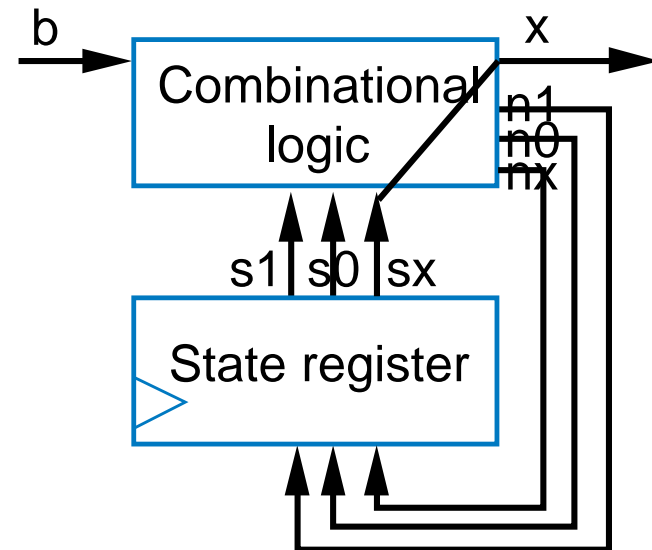 b
x
Combinational
logic
n1
n0
nx
s1 s0 sx
State register